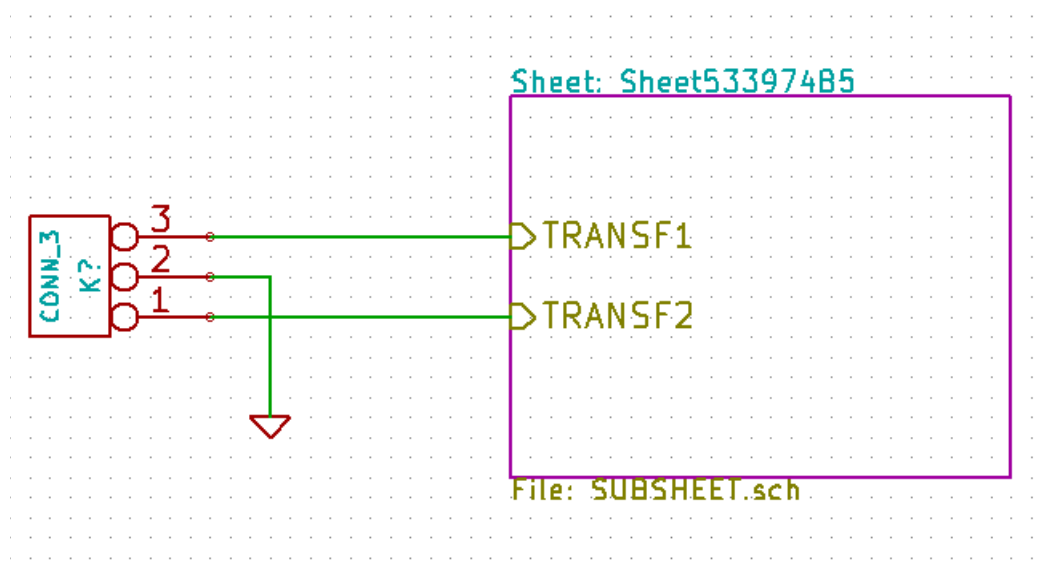 Sheet: Sheet533974B5
CONN_3
K?
3
2
1
TRANSF1
TRANSF2
File: SUBSHEET.sch